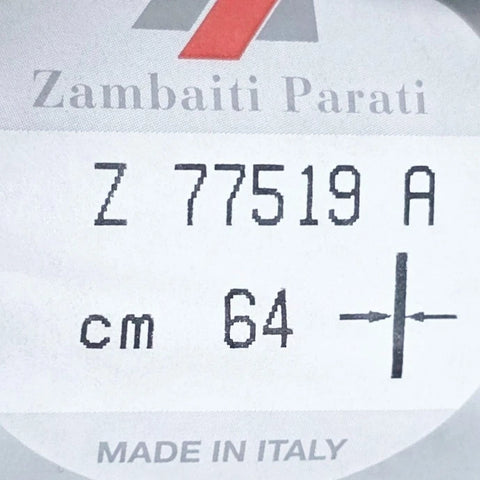 Zambaiti Parati
Z 77519 A
cm 64
MADE IN ITALY